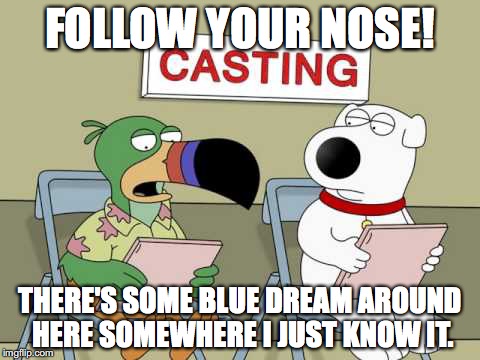 FOLLOW YOUR NOSE!
CASTING
THERE'S SOME BLUE DREAM AROUND
HERE SOMEWHERE I JUST KNOW IT.
imgflip.com